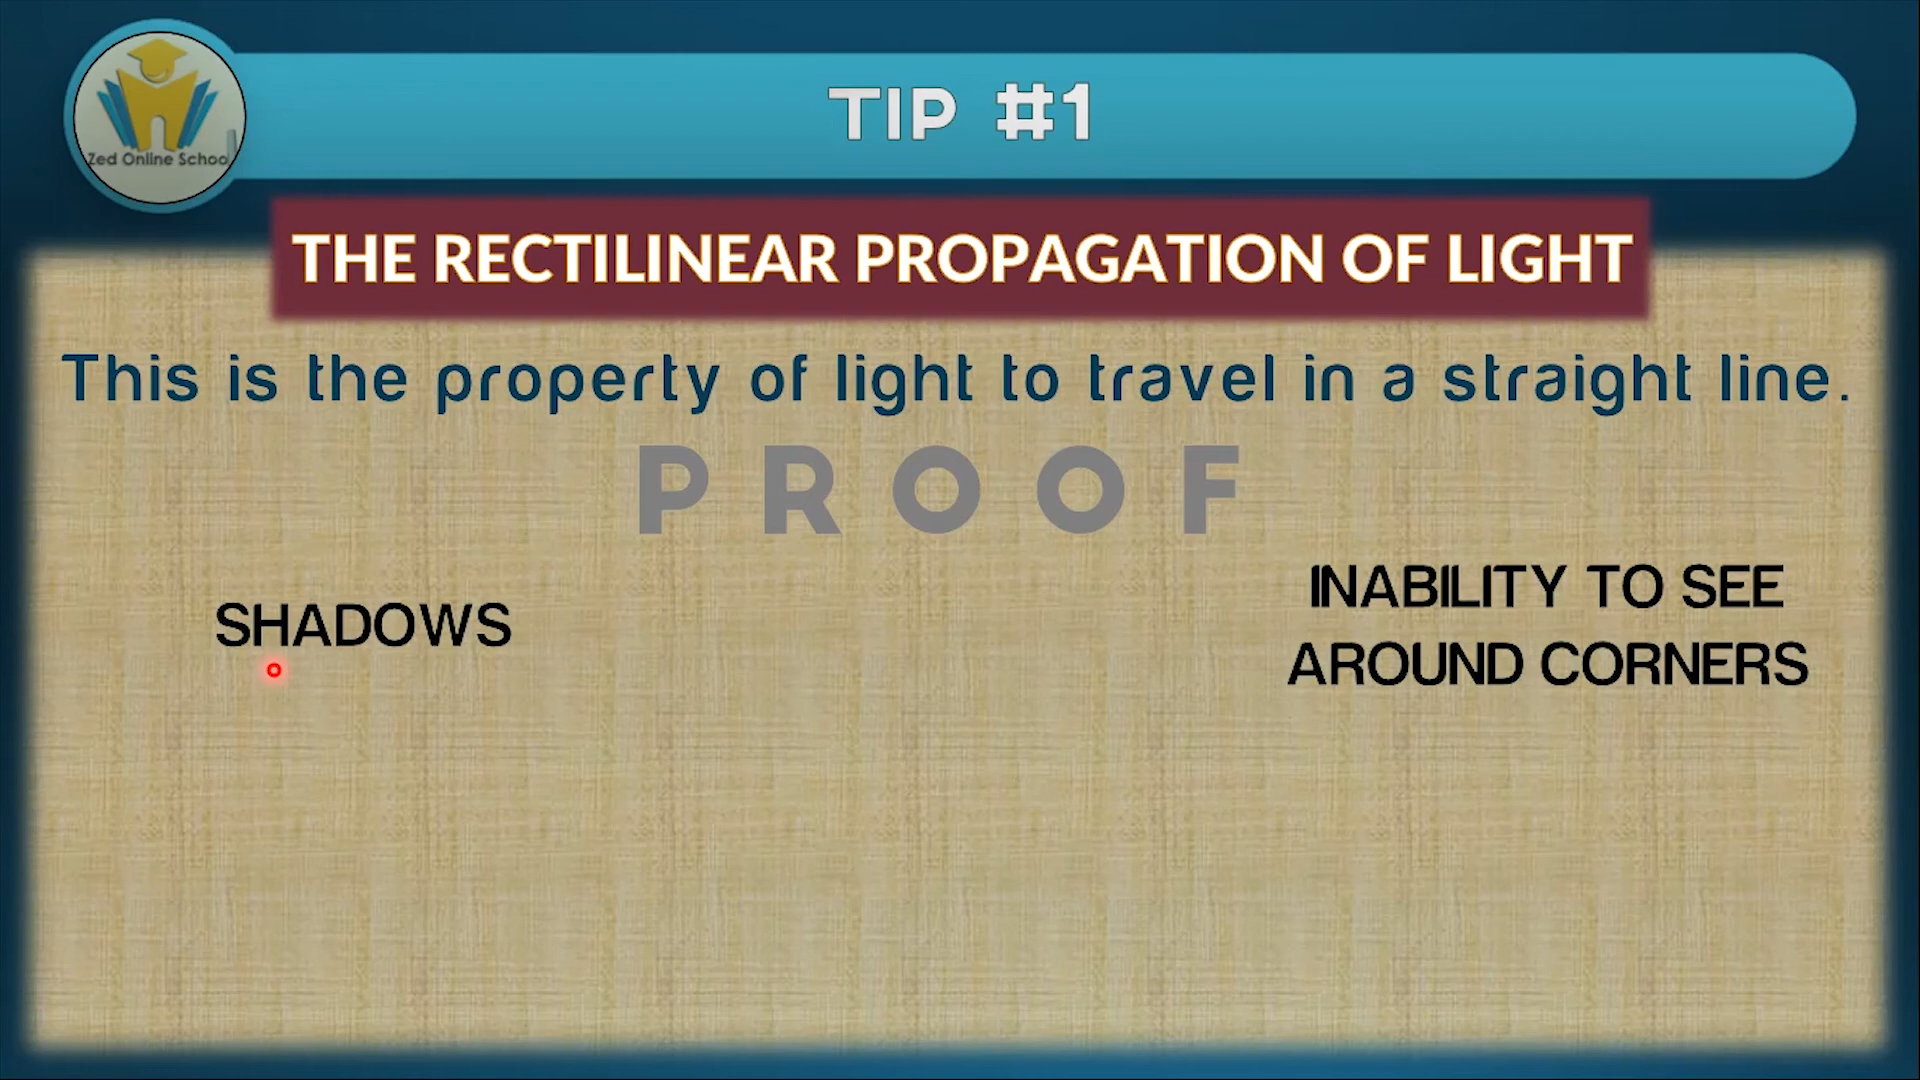 Zed Online School
TIP #1
THE RECTILINEAR PROPAGATION OF LIGHT
This is the property of light to travel in a straight line.
PROOF
SHADOWS
INABILITY TO SEE
AROUND CORNERS